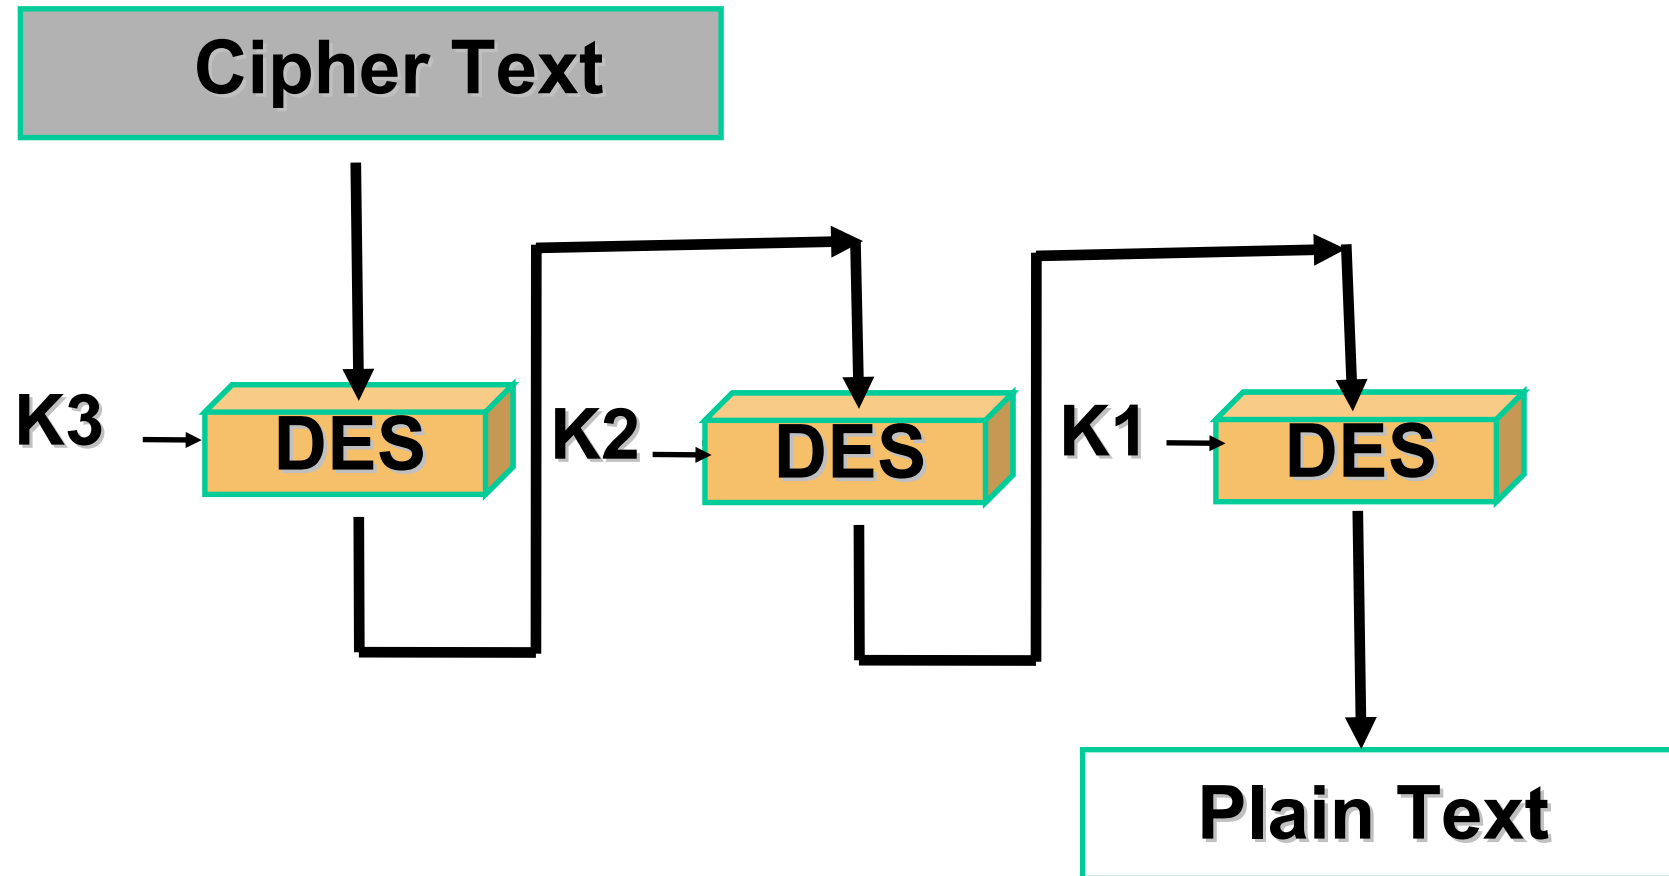 Cipher Text
K3
DES
K2
DES
K1
DES
Plain Text